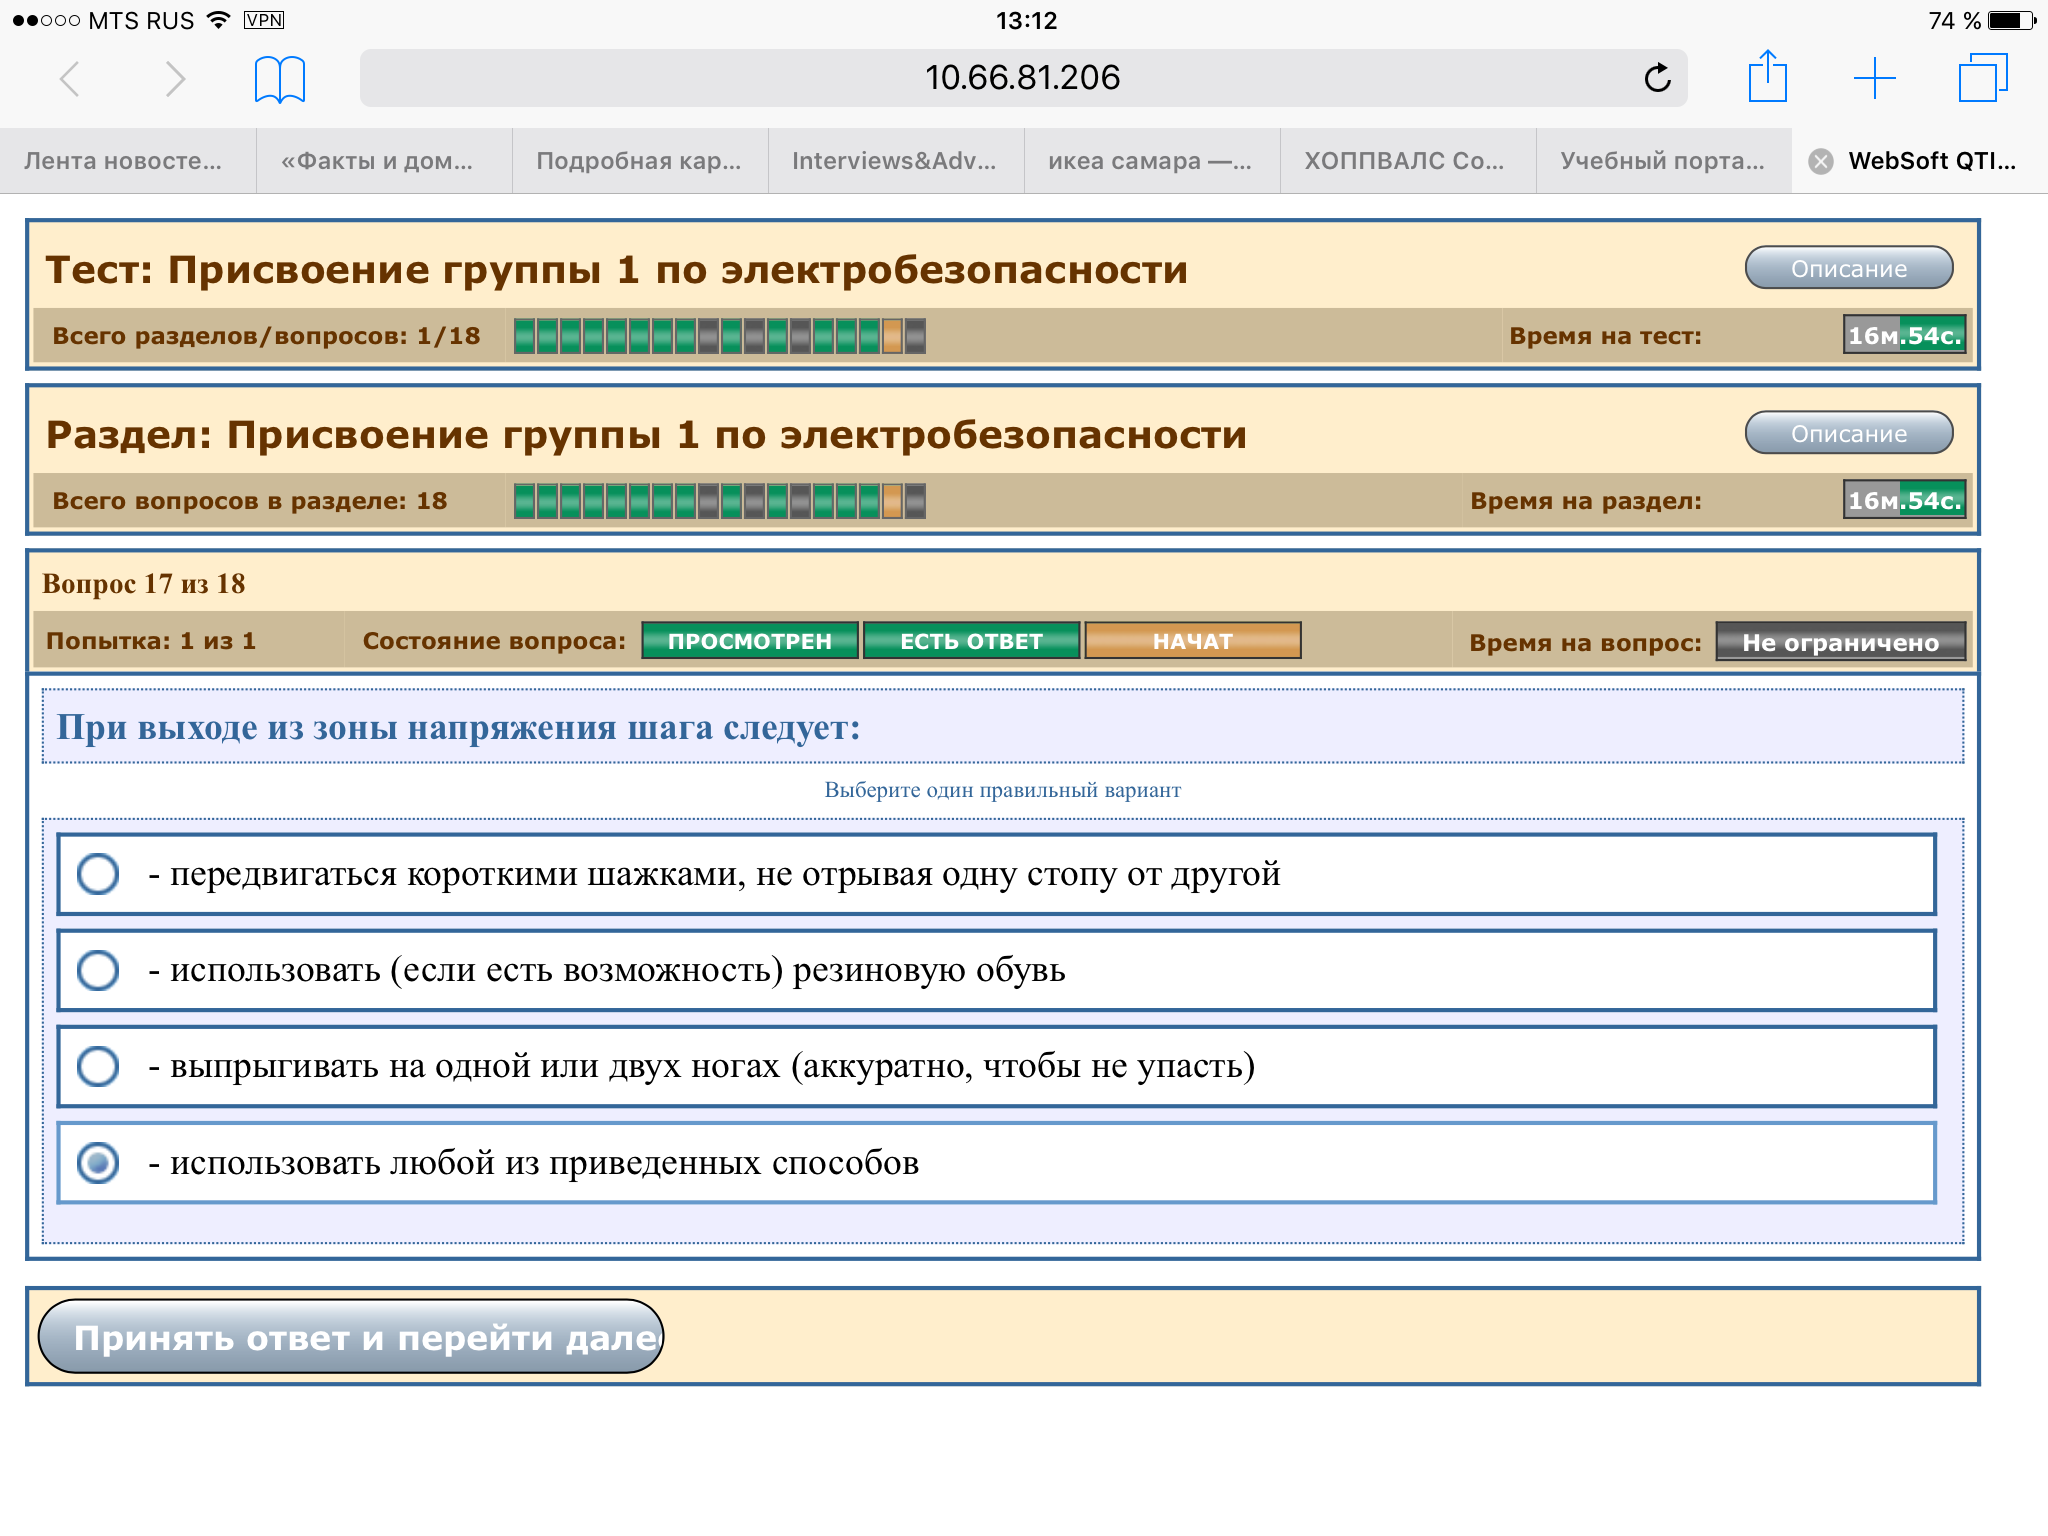 MTS RUS VPN 13:12 74 %
10.66.81.206
Лента новосте... «Факты и дом... Подробная кар... Interviews&Adv... икеа самара —... ХОППВАЛС Со... Учебный порта... WebSoft QTI...
Тест: Присвоение группы 1 по электробезопасности Описание
Всего разделов/вопросов: 1/18 Время на тест: 16м.54с.
Раздел: Присвоение группы 1 по электробезопасности Описание
Всего вопросов в разделе: 18 Время на раздел: 16м.54с.
Вопрос 17 из 18
Попытка: 1 из 1 Состояние вопроса: ПРОСМОТРЕН ЕСТЬ ОТВЕТ НАЧАТ Время на вопрос: Не ограничено
При выходе из зоны напряжения шага следует:
Выберите один правильный вариант
- передвигаться короткими шажками, не отрывая одну стопу от другой
- использовать (если есть возможность) резиновую обувь
- выпрыгивать на одной или двух ногах (аккуратно, чтобы не упасть)
- использовать любой из приведенных способов
Принять ответ и перейти далее